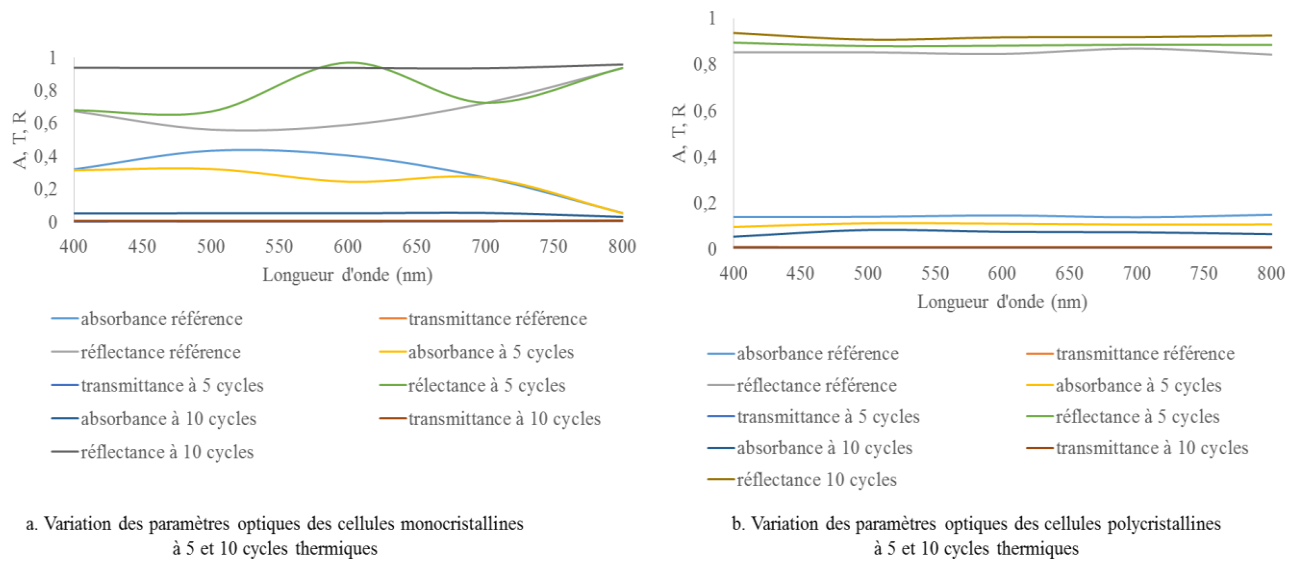 A, T, R
1
0,8
0,6
0,4
0,2
0
400 450 500 550 600 650 700 750 800
Longueur d'onde (nm)
absorbance référence
transmittance référence
réflectance référence
absorbance à 5 cycles
transmittance à 5 cycles
rélectance à 5 cycles
absorbance à 10 cycles
transmittance à 10 cycles
réflectance à 10 cycles
a. Variation des paramètres optiques des cellules monocristallines
à 5 et 10 cycles thermiques
A, T, R
1
0,8
0,6
0,4
0,2
0
400 450 500 550 600 650 700 750 800
Longueur d'onde (nm)
absorbance référence
transmittance référence
réflectance référence
absorbance à 5 cycles
transmittance à 5 cycles
réflectance à 5 cycles
absorbance à 10 cycles
transmittance à 10 cycles
réflectance 10 cycles
b. Variation des paramètres optiques des cellules polycristallines
à 5 et 10 cycles thermiques